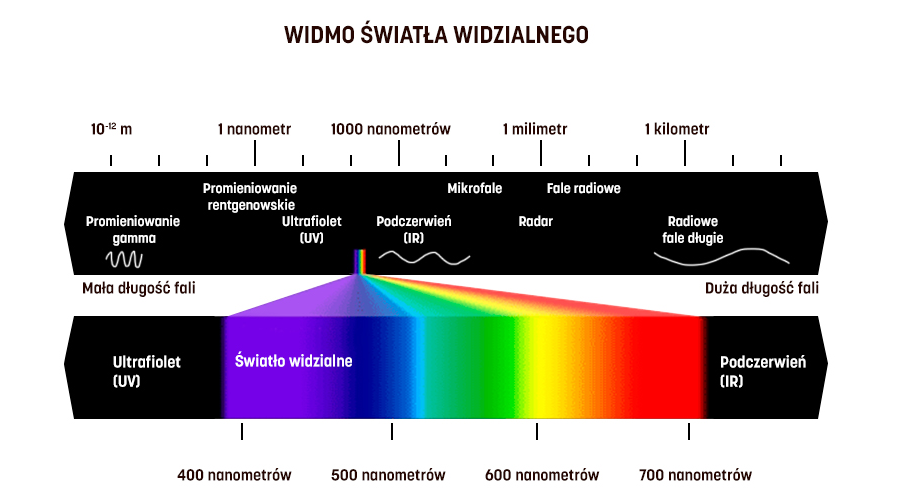 WIDMO ŚWIATŁA WIDZIALNEGO
10⁻¹² m
1 nanometr
1000 nanometrów
1 milimetr
1 kilometr
Promieniowanie
rentgenowskie
Mikrofale
Fale radiowe
Promieniowanie
gamma
Ultrafiolet
(UV)
Podczerwień
(IR)
Radar
Radiowe
fale długie
Mała długość fali
Duża długość fali
Ultrafiolet
(UV)
Światło widzialne
Podczerwień
(IR)
400 nanometrów
500 nanometrów
600 nanometrów
700 nanometrów